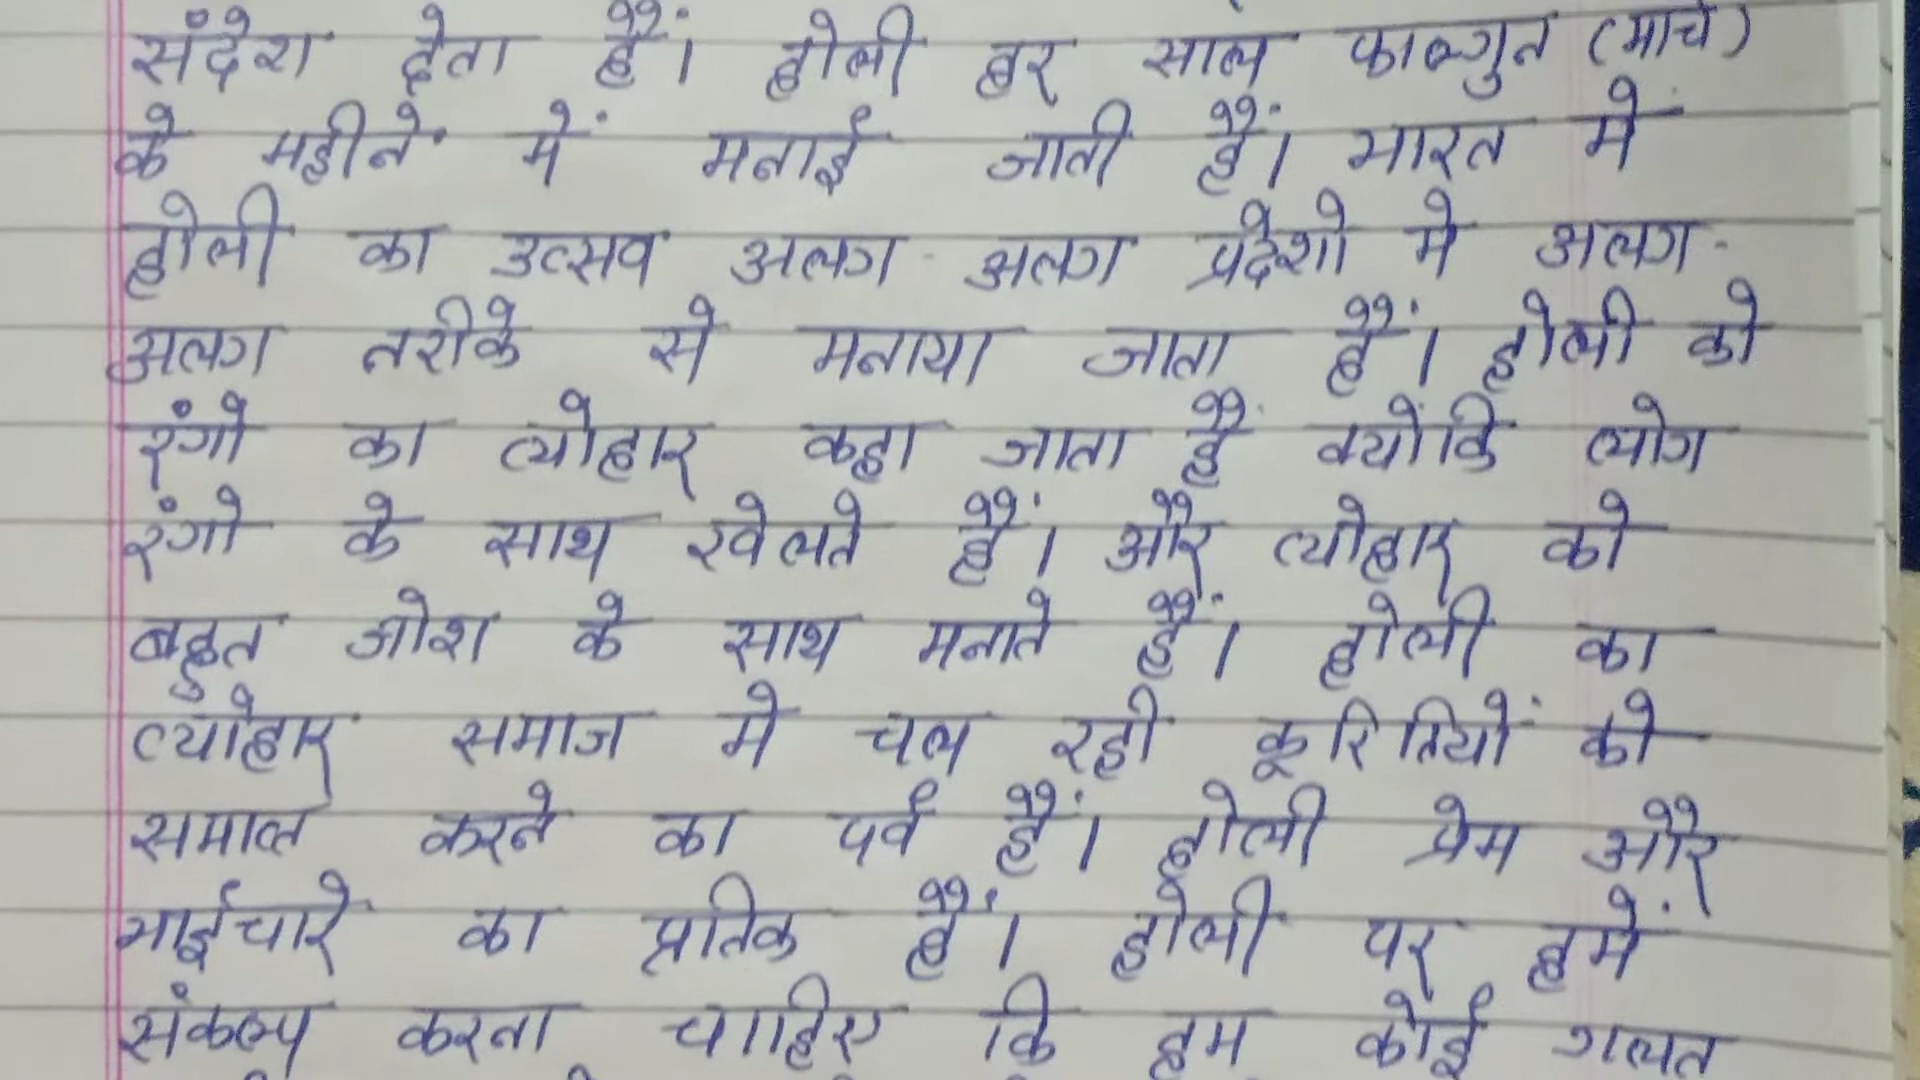 संदेश देता हैं। होली हर साल फाल्गुन (मार्च)
के महीनें में मनाई जाती हैं। भारत में
होली का उत्सव अलग-अलग प्रदेशो मे अलग-
अलग तरीके से मनाया जाता हैं। होली को
रंगो का त्योहार कहा जाता हैं क्योंकि ल्योग
रंगो के साथ खेलते हैं। और त्योहार को
बहुत जोश के साथ मनाते हैं। होली का
त्योहार समाज मे चल रही कूरितियों को
समाप्त करने का पर्व हैं। होली प्रेम और
भाईचारे का प्रतिक हैं। होली पर हमें
संकल्प करना चाहिए कि हम कोई गलत